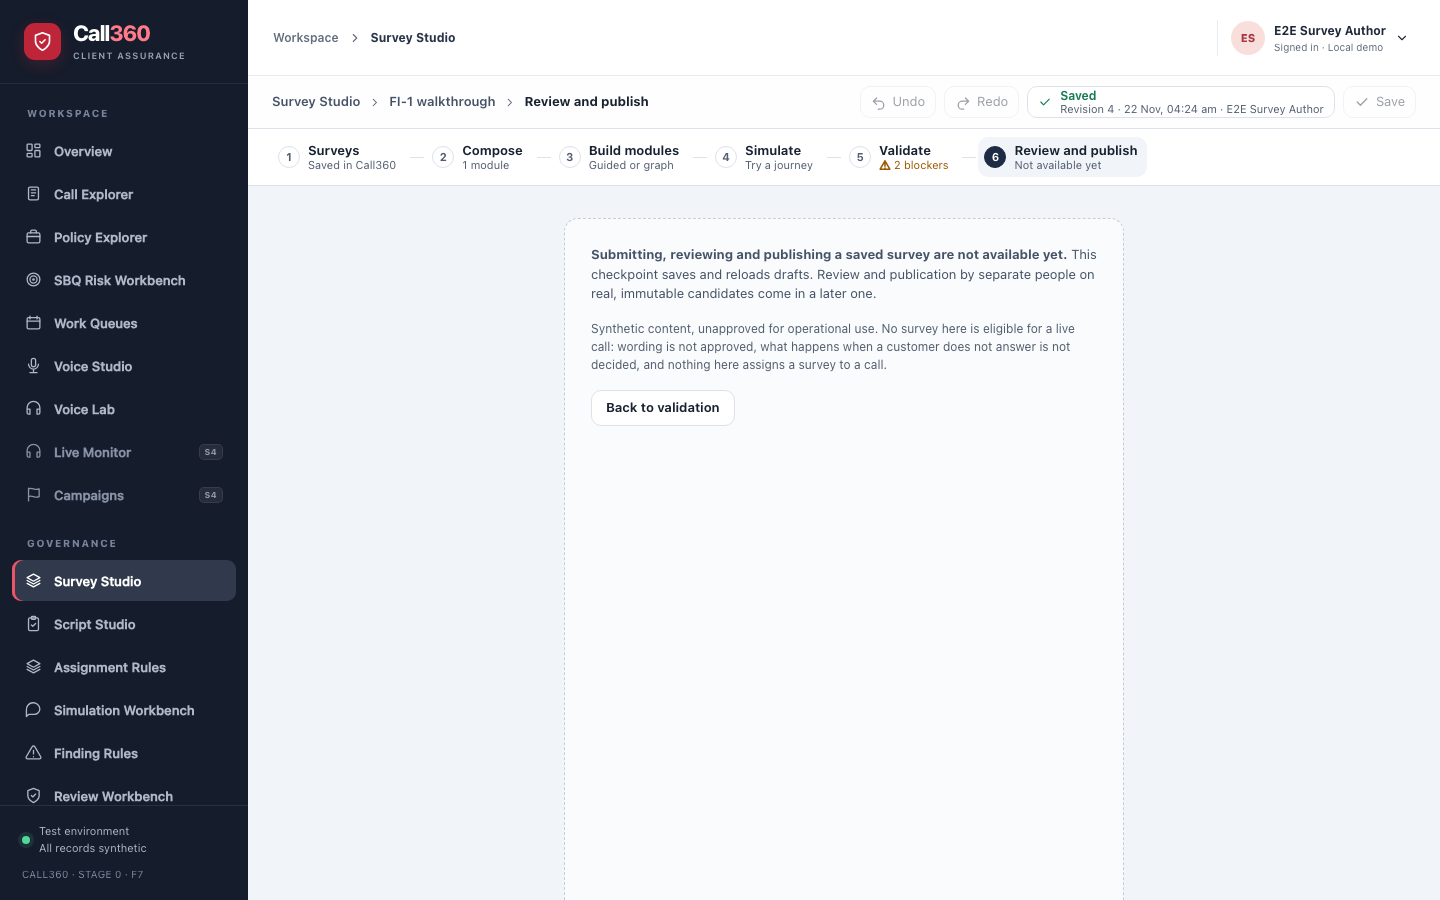 Call360
CLIENT ASSURANCE
WORKSPACE
Overview
Call Explorer
Policy Explorer
SBQ Risk Workbench
Work Queues
Voice Studio
Voice Lab
Live Monitor S4
Campaigns S4
GOVERNANCE
Survey Studio
Script Studio
Assignment Rules
Simulation Workbench
Finding Rules
Review Workbench
Test environment
All records synthetic
CALL360 · STAGE 0 · F7
Workspace > Survey Studio
ES
E2E Survey Author
Signed in · Local demo
Survey Studio > FI-1 walkthrough > Review and publish
Undo
Redo
Saved
Revision 4 · 22 Nov, 04:24 am · E2E Survey Author
Save
1 Surveys
Saved in Call360
2 Compose
1 module
3 Build modules
Guided or graph
4 Simulate
Try a journey
5 Validate
2 blockers
6 Review and publish
Not available yet
Submitting, reviewing and publishing a saved survey are not available yet. This
checkpoint saves and reloads drafts. Review and publication by separate people on
real, immutable candidates come in a later one.
Synthetic content, unapproved for operational use. No survey here is eligible for a live
call: wording is not approved, what happens when a customer does not answer is not
decided, and nothing here assigns a survey to a call.
Back to validation